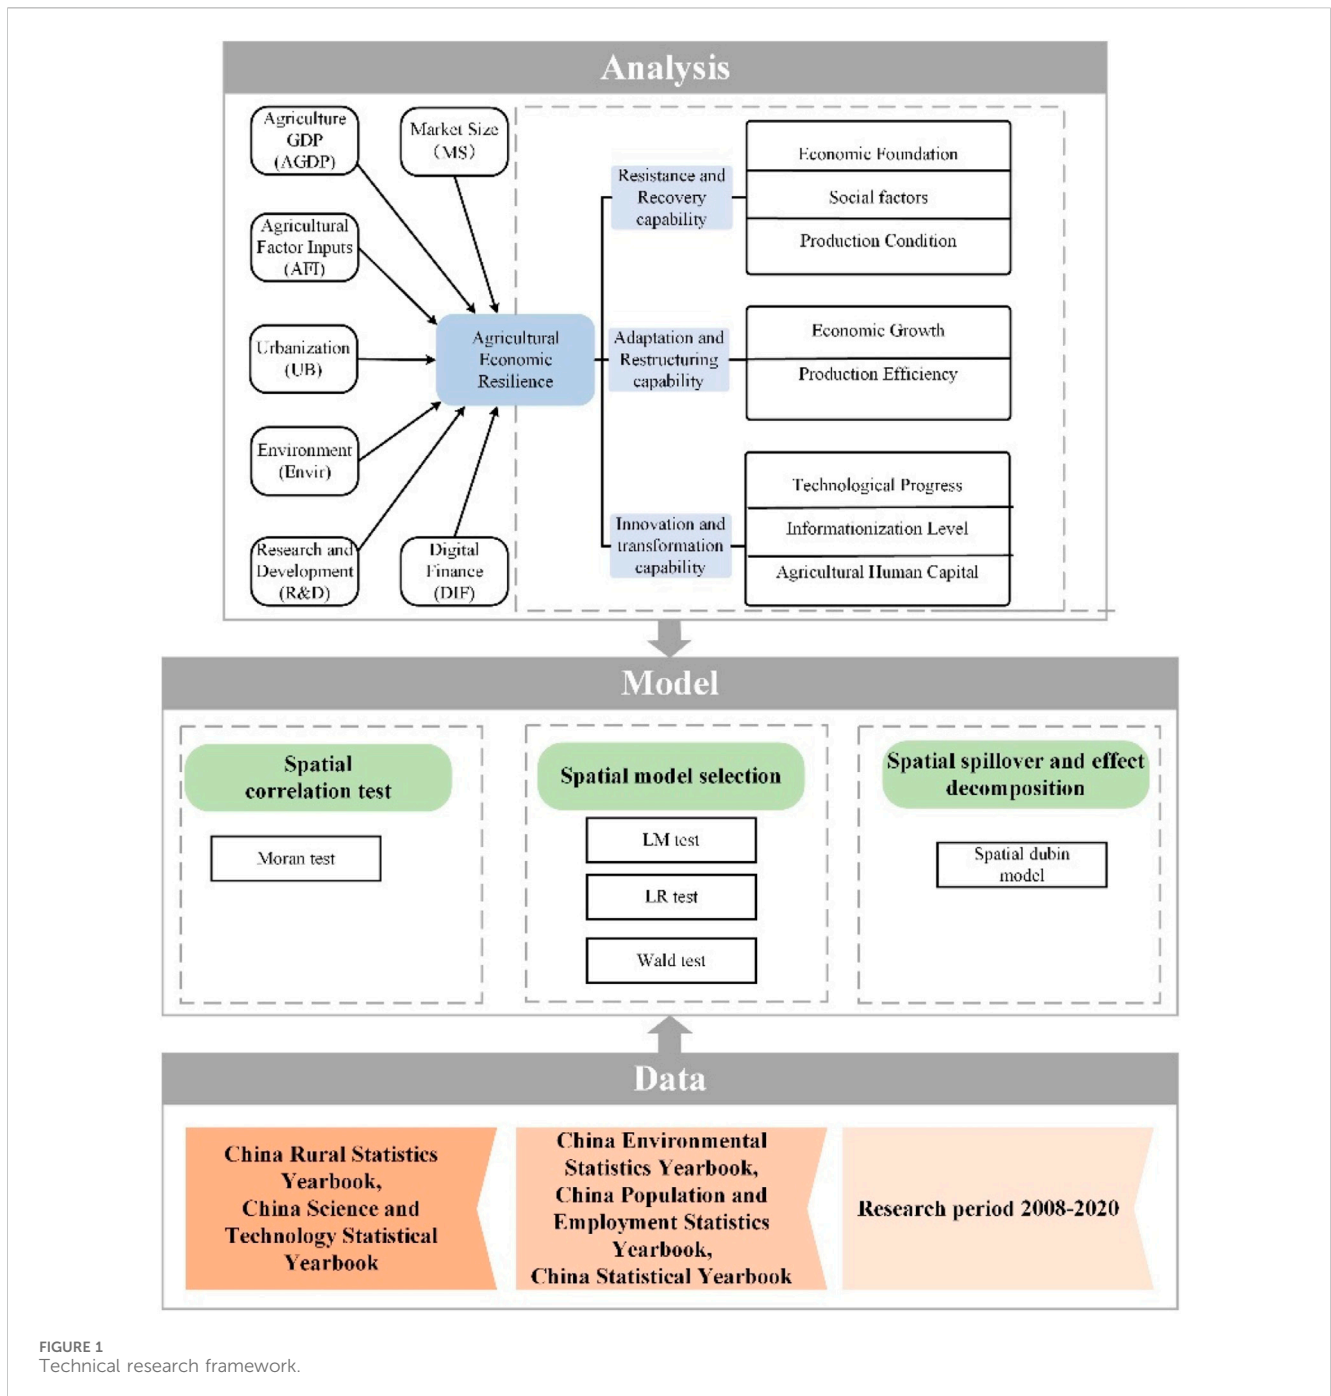 Analysis
Agriculture
GDP
(AGDP)
Market Size
(MS)
Agricultural
Factor Inputs
(AFI)
Urbanization
(UB)
Environment
(Envir)
Research and
Development
(R&D)
Digital
Finance
(DIF)
Agricultural
Economic
Resilience
Resistance and
Recovery
capability
Economic Foundation
Social factors
Production Condition
Adaptation and
Restructuring
capability
Economic Growth
Production Efficiency
Innovation and
transformation
capability
Technological Progress
Informationization Level
Agricultural Human Capital
Model
Spatial
correlation test
Moran test
Spatial model selection
LM test
LR test
Wald test
Spatial spillover and effect
decomposition
Spatial dubin
model
Data
China Rural Statistics
Yearbook,
China Science and
Technology Statistical
Yearbook
China Environmental
Statistics Yearbook,
China Population and
Employment Statistics
Yearbook,
China Statistical Yearbook
Research period 2008-2020
FIGURE 1
Technical research framework.